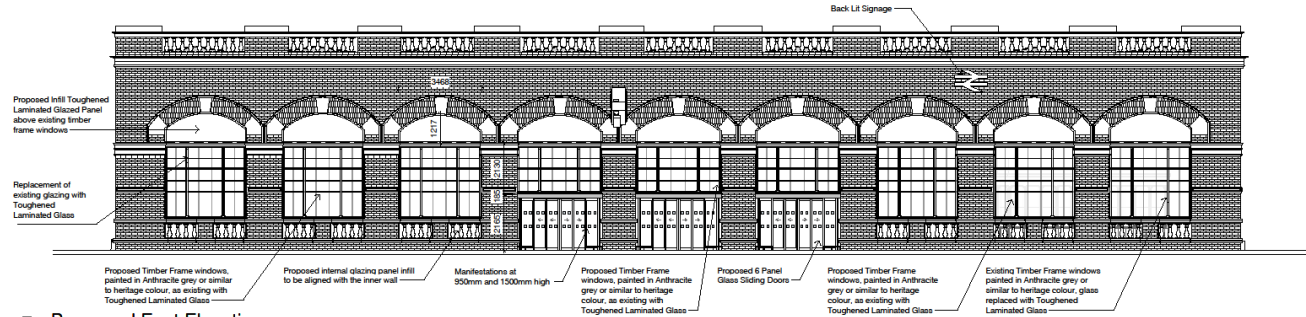 Back Lit Signage
Proposed Infill Toughened
Laminated Glazed Panel
above existing timber
frame windows
3468
1217
Replacement of
existing glazing with
Toughened
Laminated Glass
2130
185
2165
Proposed Timber Frame windows,
painted in Anthracite grey or similar
to heritage colour, as existing with
Toughened Laminated Glass
Proposed internal glazing panel infill
to be aligned with the inner wall
Manifestations at
950mm and 1500mm high
Proposed Timber Frame
windows, painted in Anthracite
grey or similar to heritage
colour, as existing with
Toughened Laminated Glass
Proposed 6 Panel
Glass Sliding Doors
Proposed Timber Frame
windows, painted in Anthracite
grey or similar to heritage
colour, as existing with
Toughened Laminated Glass
Existing Timber Frame windows
painted in Anthracite grey or
similar to heritage colour, glass
replaced with Toughened
Laminated Glass
Proposed East Elevation